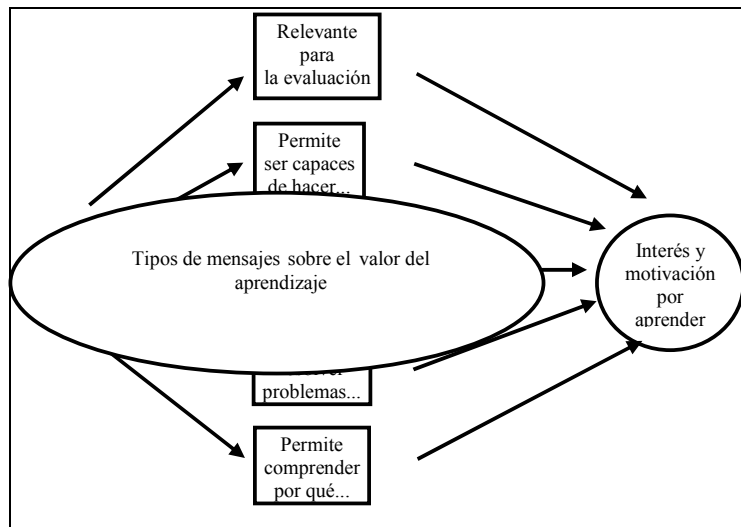 Relevante
para
la evaluación
Permite
ser capaces
de hacer...
Tipos de mensajes sobre el valor del
aprendizaje
Interés y
motivación
por
aprender
problemas...
Permite
comprender
por qué...